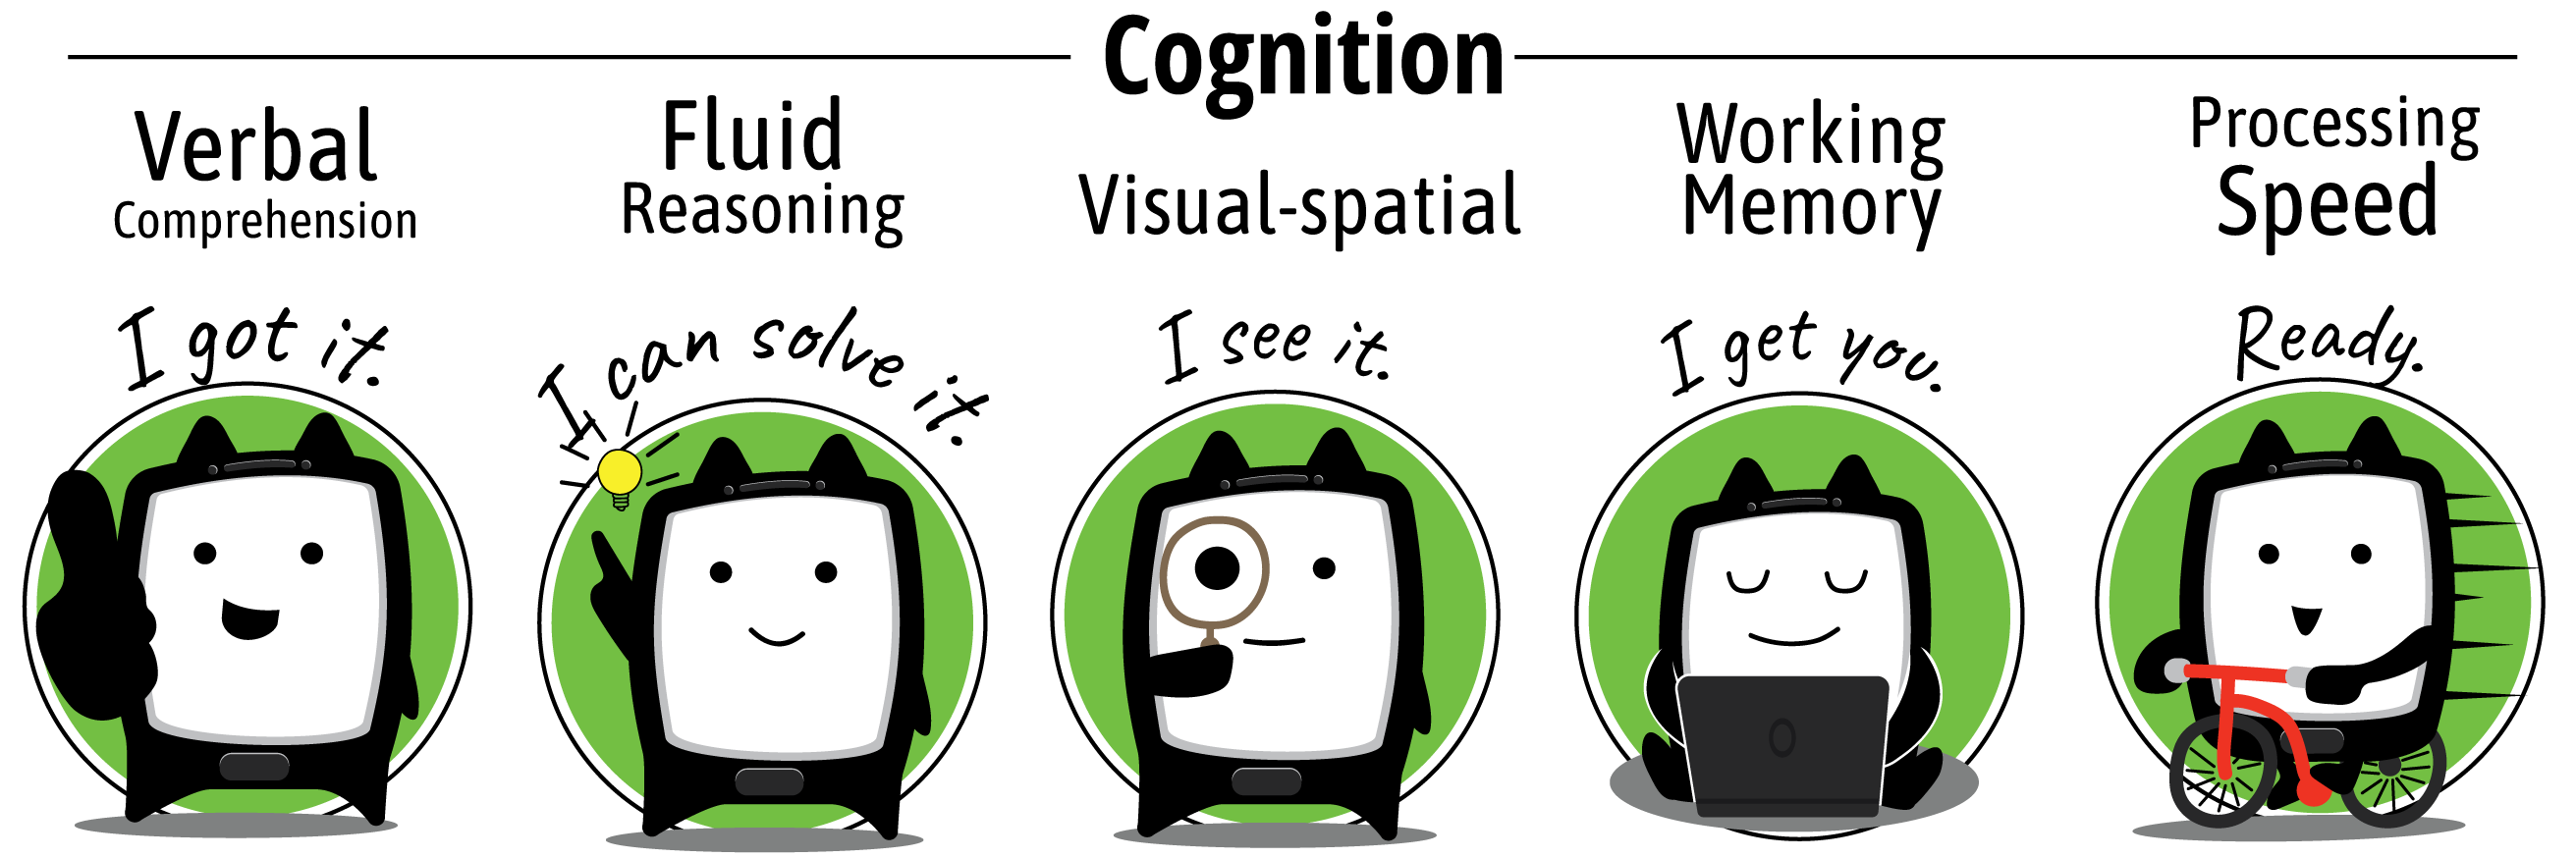 Cognition
Verbal
Comprehension
Fluid
Reasoning
Visual-spatial
Working
Memory
Processing
Speed
I got it.
I can solve it.
I see it.
I get you.
Ready.